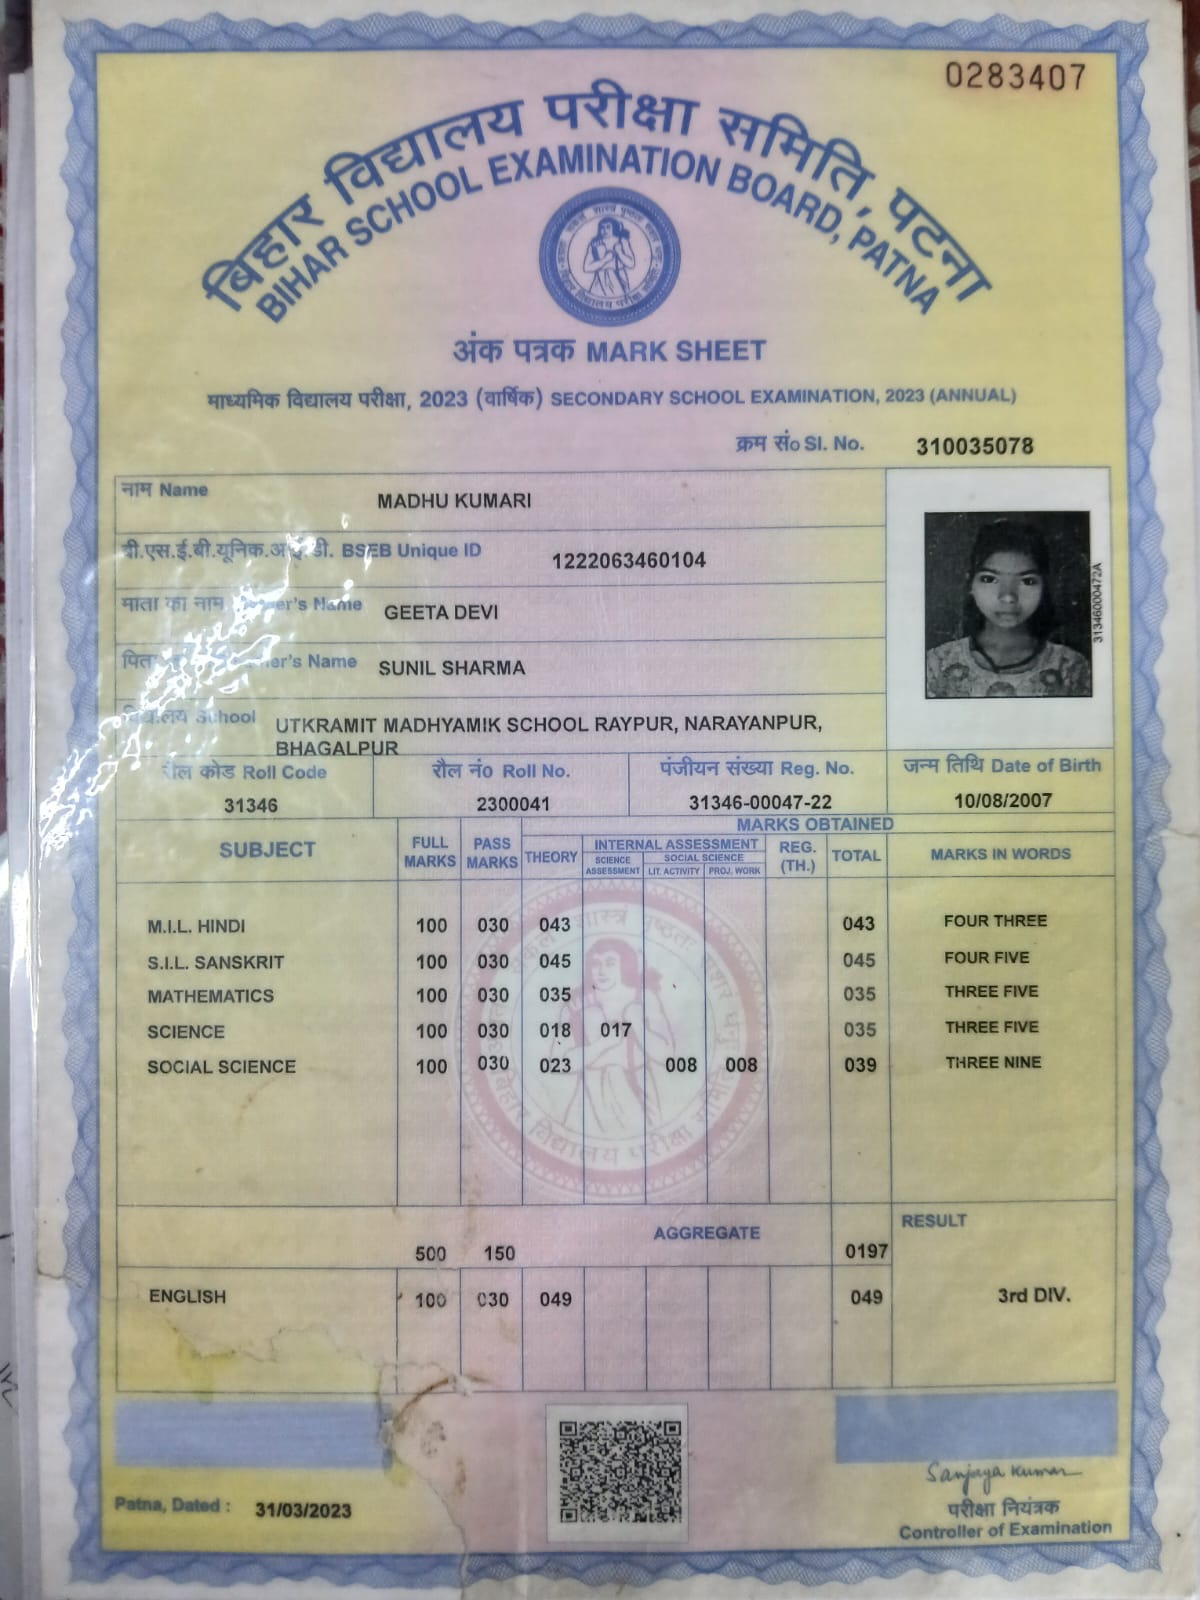 0283407
बिहार विद्यालय परीक्षा समिति, पटना
BIHAR SCHOOL EXAMINATION BOARD, PATNA
अंक पत्रक MARK SHEET
माध्यमिक विद्यालय परीक्षा, 2023 (वार्षिक) SECONDARY SCHOOL EXAMINATION, 2023 (ANNUAL)
क्रम सं० Sl. No. 310035078
नाम Name MADHU KUMARI
बी.एस.ई.बी.यूनिक.आई.डी. BSEB Unique ID 1222063460104
माता का नाम Name GEETA DEVI
Name SUNIL SHARMA
31346000472A
विद्यालय School UTKRAMIT MADHYAMIK SCHOOL RAYPUR, NARAYANPUR,
BHAGALPUR
रौल कोड Roll Code रौल नं० Roll No. पंजीयन संख्या Reg. No. जन्म तिथि Date of Birth
31346 2300041 31346-00047-22 10/08/2007
MARKS OBTAINED
SUBJECT FULL MARKS PASS MARKS THEORY INTERNAL ASSESSMENT REG. (TH.) TOTAL MARKS IN WORDS
SCIENCE ASSESSMENT SOCIAL SCIENCE
LIT. ACTIVITY PROJ. WORK
M.I.L. HINDI 100 030 043 043 FOUR THREE
S.I.L. SANSKRIT 100 030 045 045 FOUR FIVE
MATHEMATICS 100 030 035 035 THREE FIVE
SCIENCE 100 030 018 017 035 THREE FIVE
SOCIAL SCIENCE 100 030 023 008 008 039 THREE NINE
बिहार विद्यालय परीक्षा समिति
AGGREGATE RESULT
500 150 0197
ENGLISH 100 030 049 049 3rd DIV.
Sanjaya Kumar
Patna, Dated : 31/03/2023
परीक्षा नियंत्रक
Controller of Examination